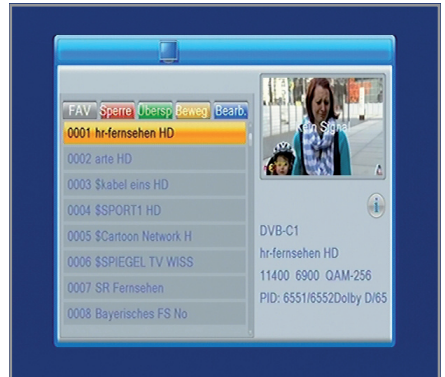 FAV Sperre Übersp Beweg Bearb.
0001 hr-fernsehen HD
0002 arte HD
0003 $kabel eins HD
0004 $SPORT1 HD
0005 $Cartoon Network H
0006 $SPIEGEL TV WISS
0007 SR Fernsehen
0008 Bayerisches FS No
Kein Signal
i
DVB-C1
hr-fernsehen HD
11400 6900 QAM-256
PID: 6551/6552Dolby D/65